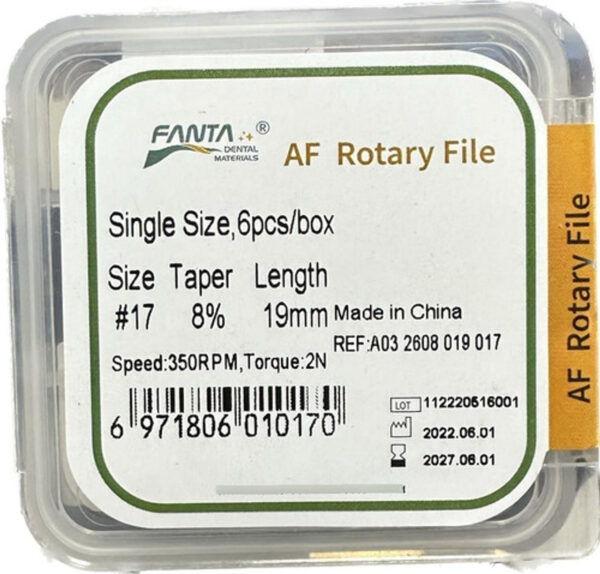 FANTA ®
DENTAL
MATERIALS
AF Rotary File
Single Size,6pcs/box
Size Taper Length
#17 8% 19mm
Made in China
REF:A03 2608 019 017
Speed:350RPM,Torque:2N
6 971806 010170
LOT 112220516001
2022.06.01
2027.06.01
AF Rotary File